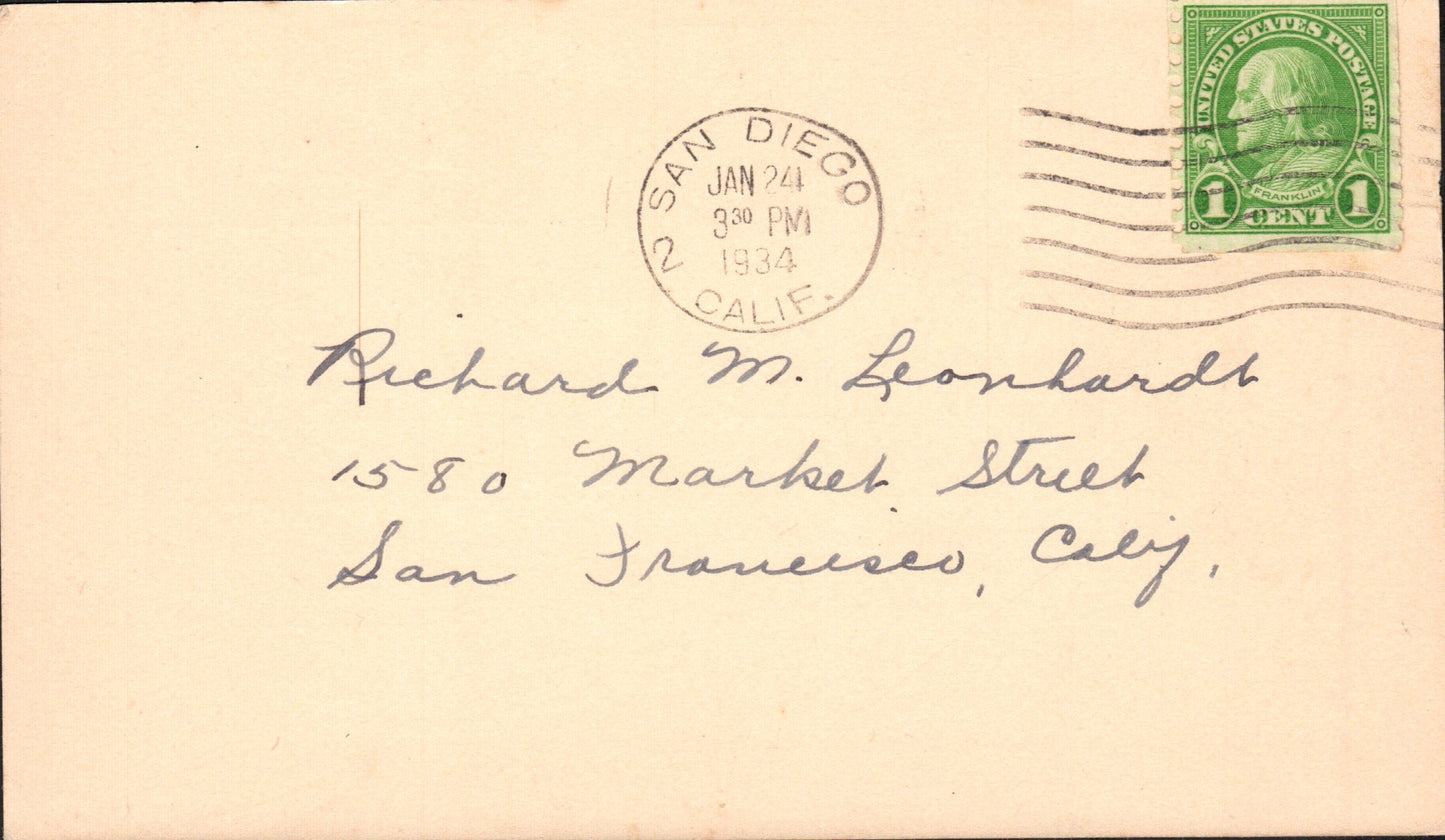 UNITED STATES POSTAGE
FRANKLIN
1 CENT 1
SAN DIEGO
JAN 24
3 30 PM
1934
2
CALIF.
Richard M. Leonhardt
1580 Market Street
San Francisco, Calif.